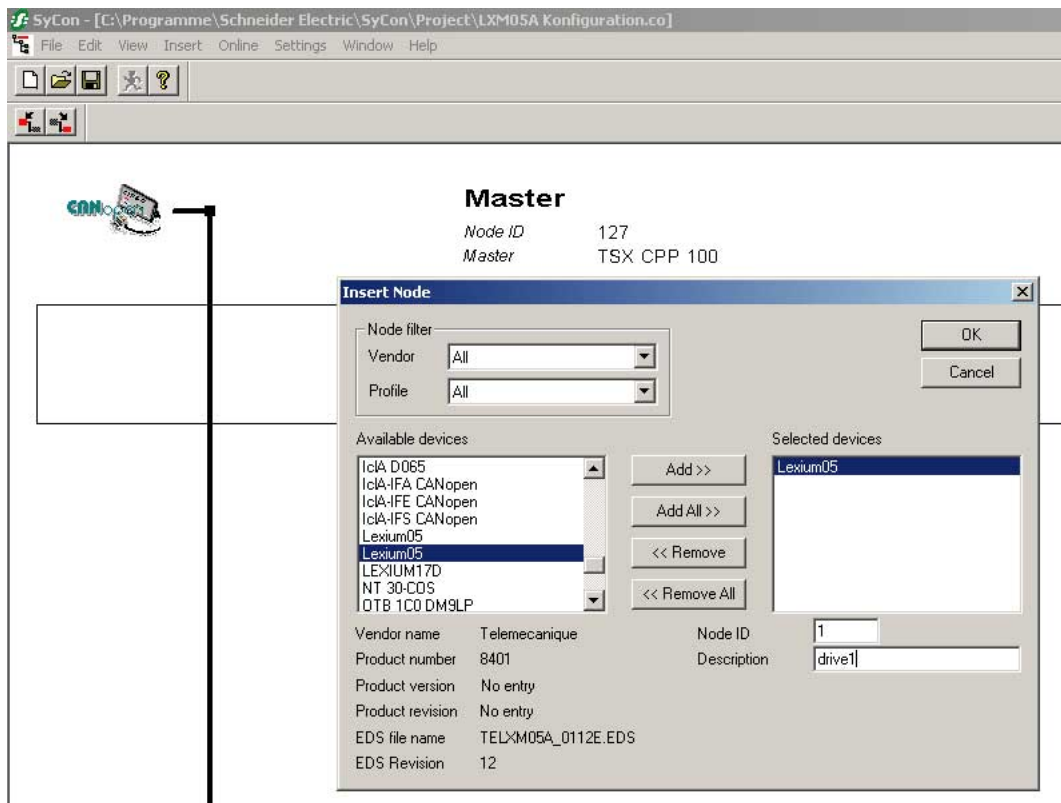 SyCon - [C:\Programme\Schneider Electric\SyCon\Project\LXM05A Konfiguration.co]
File Edit View Insert Online Settings Window Help
CANopen
Master
Node ID 127
Master TSX CPP 100
Insert Node
Node filter
Vendor All
Profile All
OK
Cancel
Available devices
IclA D065
IclA-IFA CANopen
IclA-IFE CANopen
IclA-IFS CANopen
Lexium05
Lexium05
LEXIUM17D
NT 30-COS
OTB 1C0 DM9LP
Add >>
Add All >>
<< Remove
<< Remove All
Selected devices
Lexium05
Vendor name Telemecanique
Product number 8401
Product version No entry
Product revision No entry
EDS file name TELXM05A_0112E.EDS
EDS Revision 12
Node ID 1
Description drive1